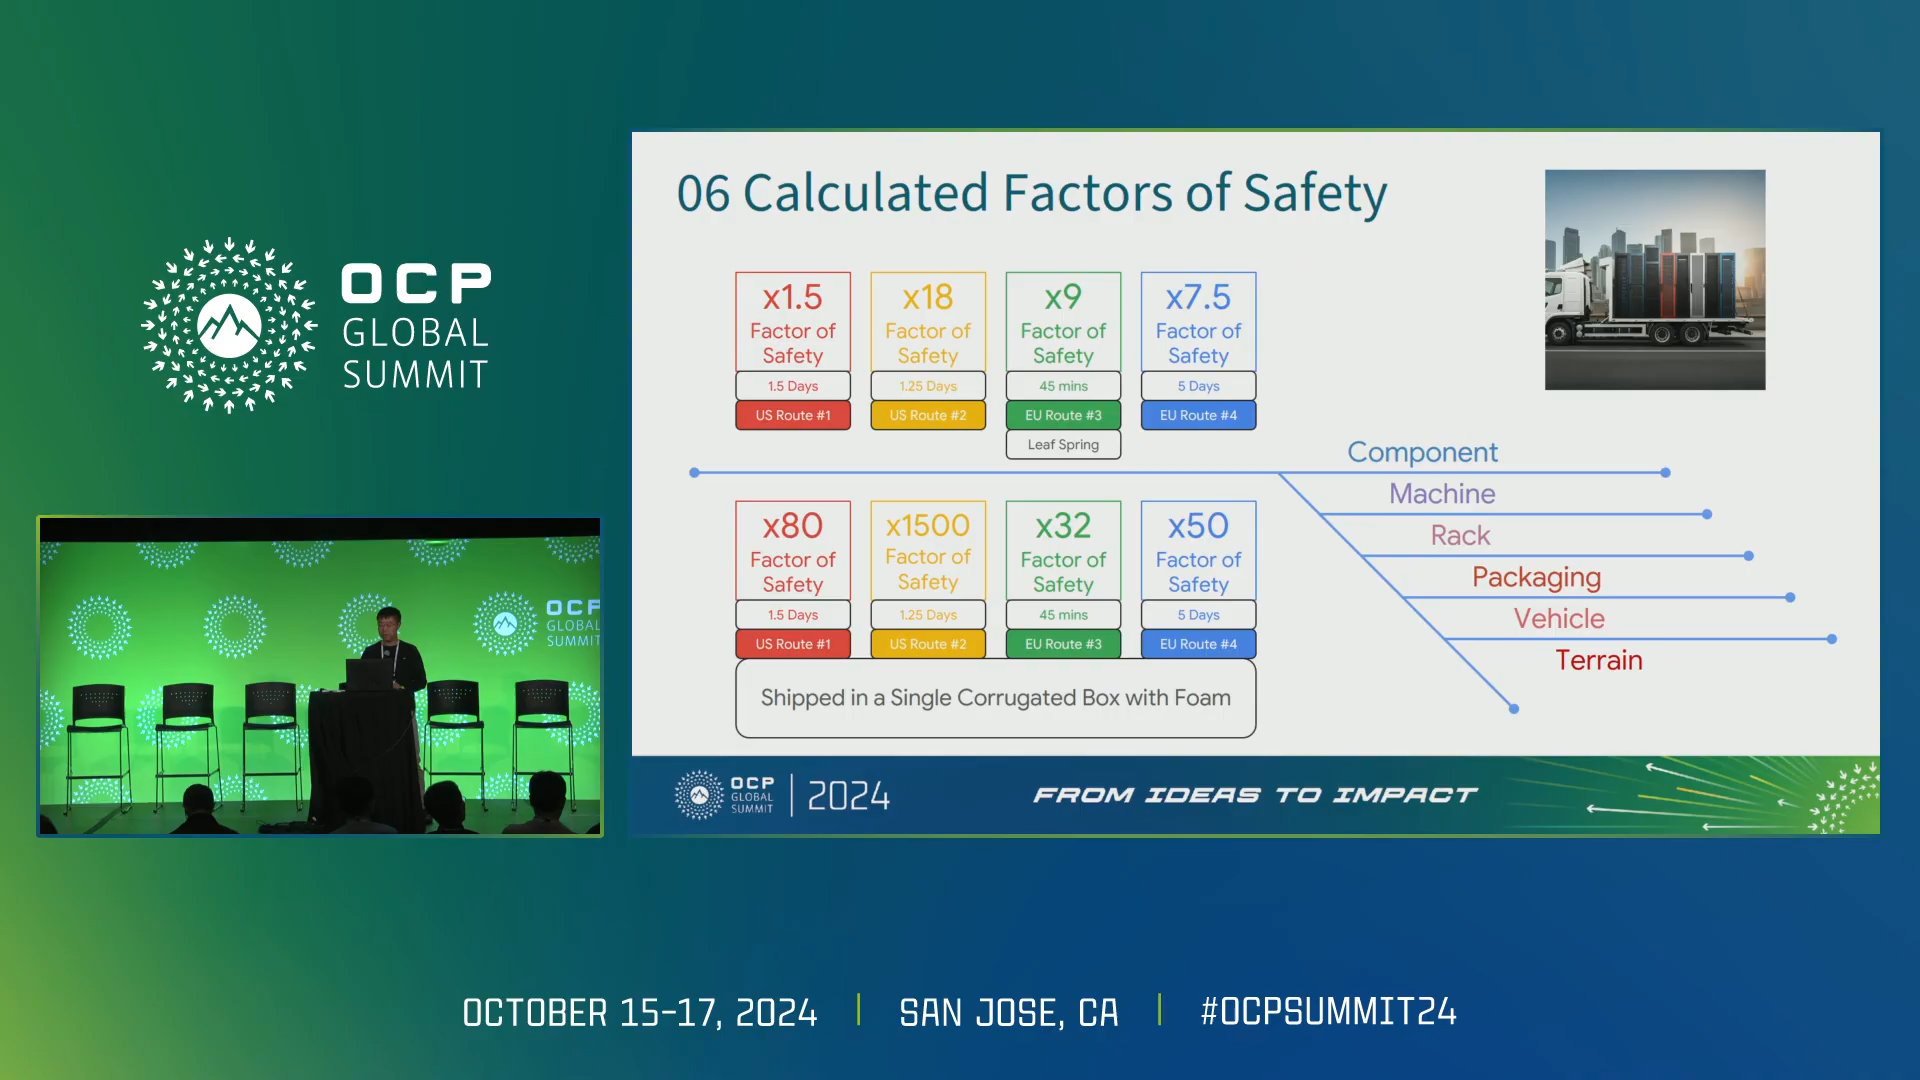 OCP
GLOBAL
SUMMIT
06 Calculated Factors of Safety
x1.5
Factor of
Safety
1.5 Days
US Route #1
x18
Factor of
Safety
1.25 Days
US Route #2
x9
Factor of
Safety
45 mins
EU Route #3
Leaf Spring
x7.5
Factor of
Safety
5 Days
EU Route #4
Component
Machine
Rack
Packaging
Vehicle
Terrain
x80
Factor of
Safety
1.5 Days
US Route #1
x1500
Factor of
Safety
1.25 Days
US Route #2
x32
Factor of
Safety
45 mins
EU Route #3
x50
Factor of
Safety
5 Days
EU Route #4
Shipped in a Single Corrugated Box with Foam
OCP
GLOBAL
SUMMIT
2024
FROM IDEAS TO IMPACT
OCP
GLOBAL
SUMMIT
OCTOBER 15-17, 2024
SAN JOSE, CA
#OCPSUMMIT24